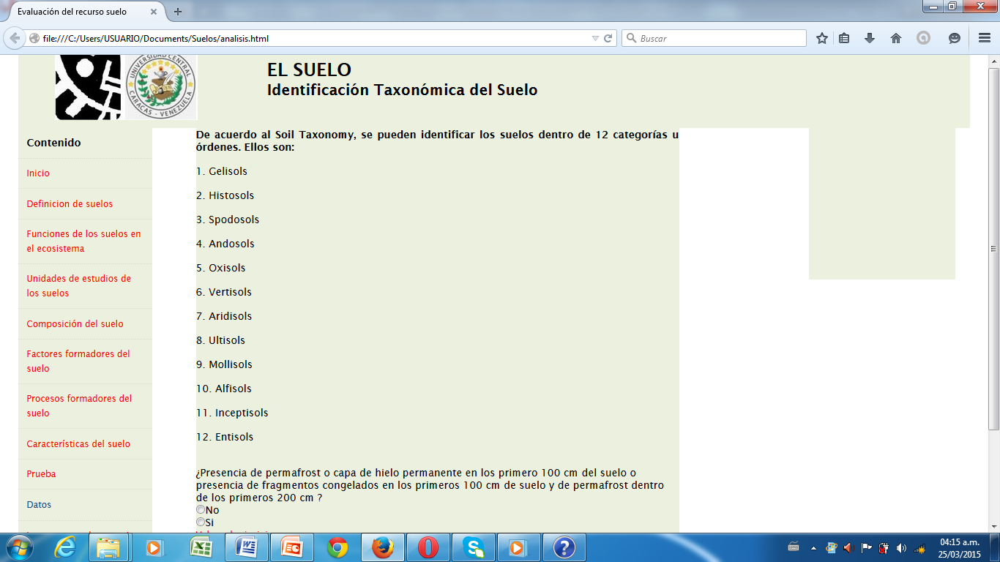 Evaluación del recurso suelo
file:///C:/Users/USUARIO/Documents/Suelos/analisis.html
Buscar
UNIVERSIDAD CENTRAL
CARACAS - VENEZUELA
EL SUELO
Identificación Taxonómica del Suelo
Contenido
Inicio
Definicion de suelos
Funciones de los suelos en
el ecosistema
Unidades de estudios de
los suelos
Composición del suelo
Factores formadores del
suelo
Procesos formadores del
suelo
Características del suelo
Prueba
Datos
De acuerdo al Soil Taxonomy, se pueden identificar los suelos dentro de 12 categorías u
órdenes. Ellos son:
1. Gelisols
2. Histosols
3. Spodosols
4. Andosols
5. Oxisols
6. Vertisols
7. Aridisols
8. Ultisols
9. Mollisols
10. Alfisols
11. Inceptisols
12. Entisols
¿Presencia de permafrost o capa de hielo permanente en los primero 100 cm del suelo o
presencia de fragmentos congelados en los primeros 100 cm de suelo y de permafrost dentro
de los primeros 200 cm ?
No
Si
04:15 a.m.
25/03/2015